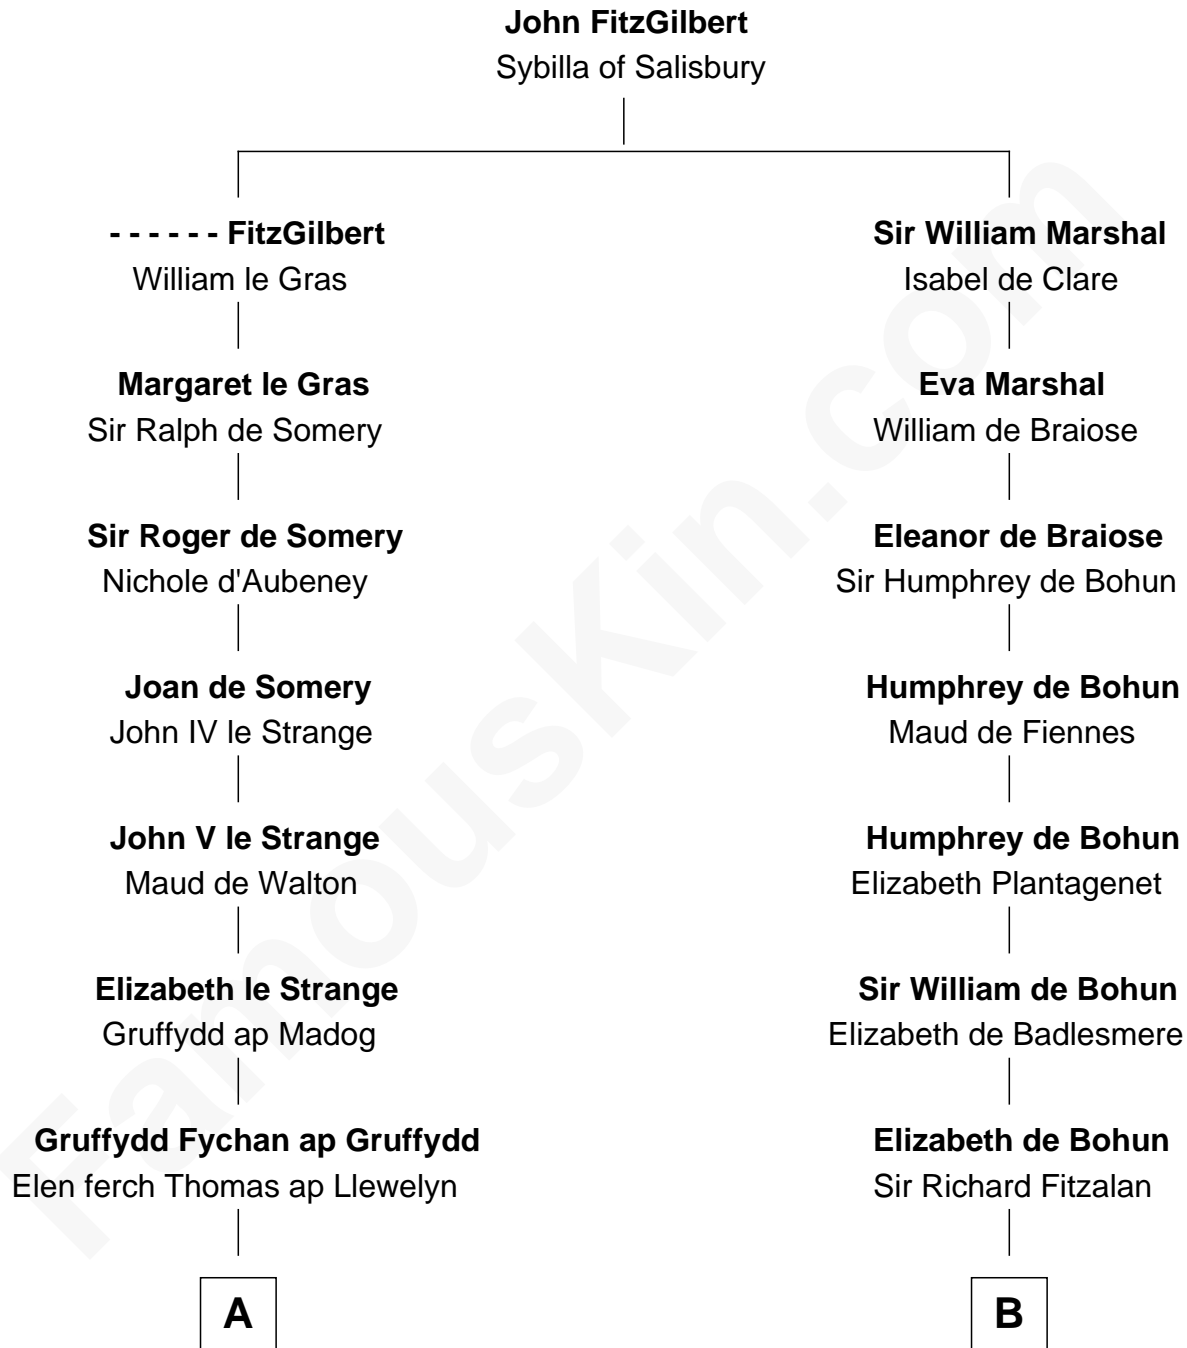 John FitzGilbert
Sybilla of Salisbury
- - - - - - FitzGilbert
William le Gras
Margaret le Gras
Sir Ralph de Somery
Sir Roger de Somery
Nichole d'Aubeney
Joan de Somery
John IV le Strange
John V le Strange
Maud de Walton
Elizabeth le Strange
Gruffydd ap Madog
Gruffydd Fychan ap Gruffydd
Elen ferch Thomas ap Llewelyn
A
Sir William Marshal
Isabel de Clare
Eva Marshal
William de Braiose
Eleanor de Braiose
Sir Humphrey de Bohun
Humphrey de Bohun
Maud de Fiennes
Humphrey de Bohun
Elizabeth Plantagenet
Sir William de Bohun
Elizabeth de Badlesmere
Elizabeth de Bohun
Sir Richard Fitzalan
B
FamousKin.com